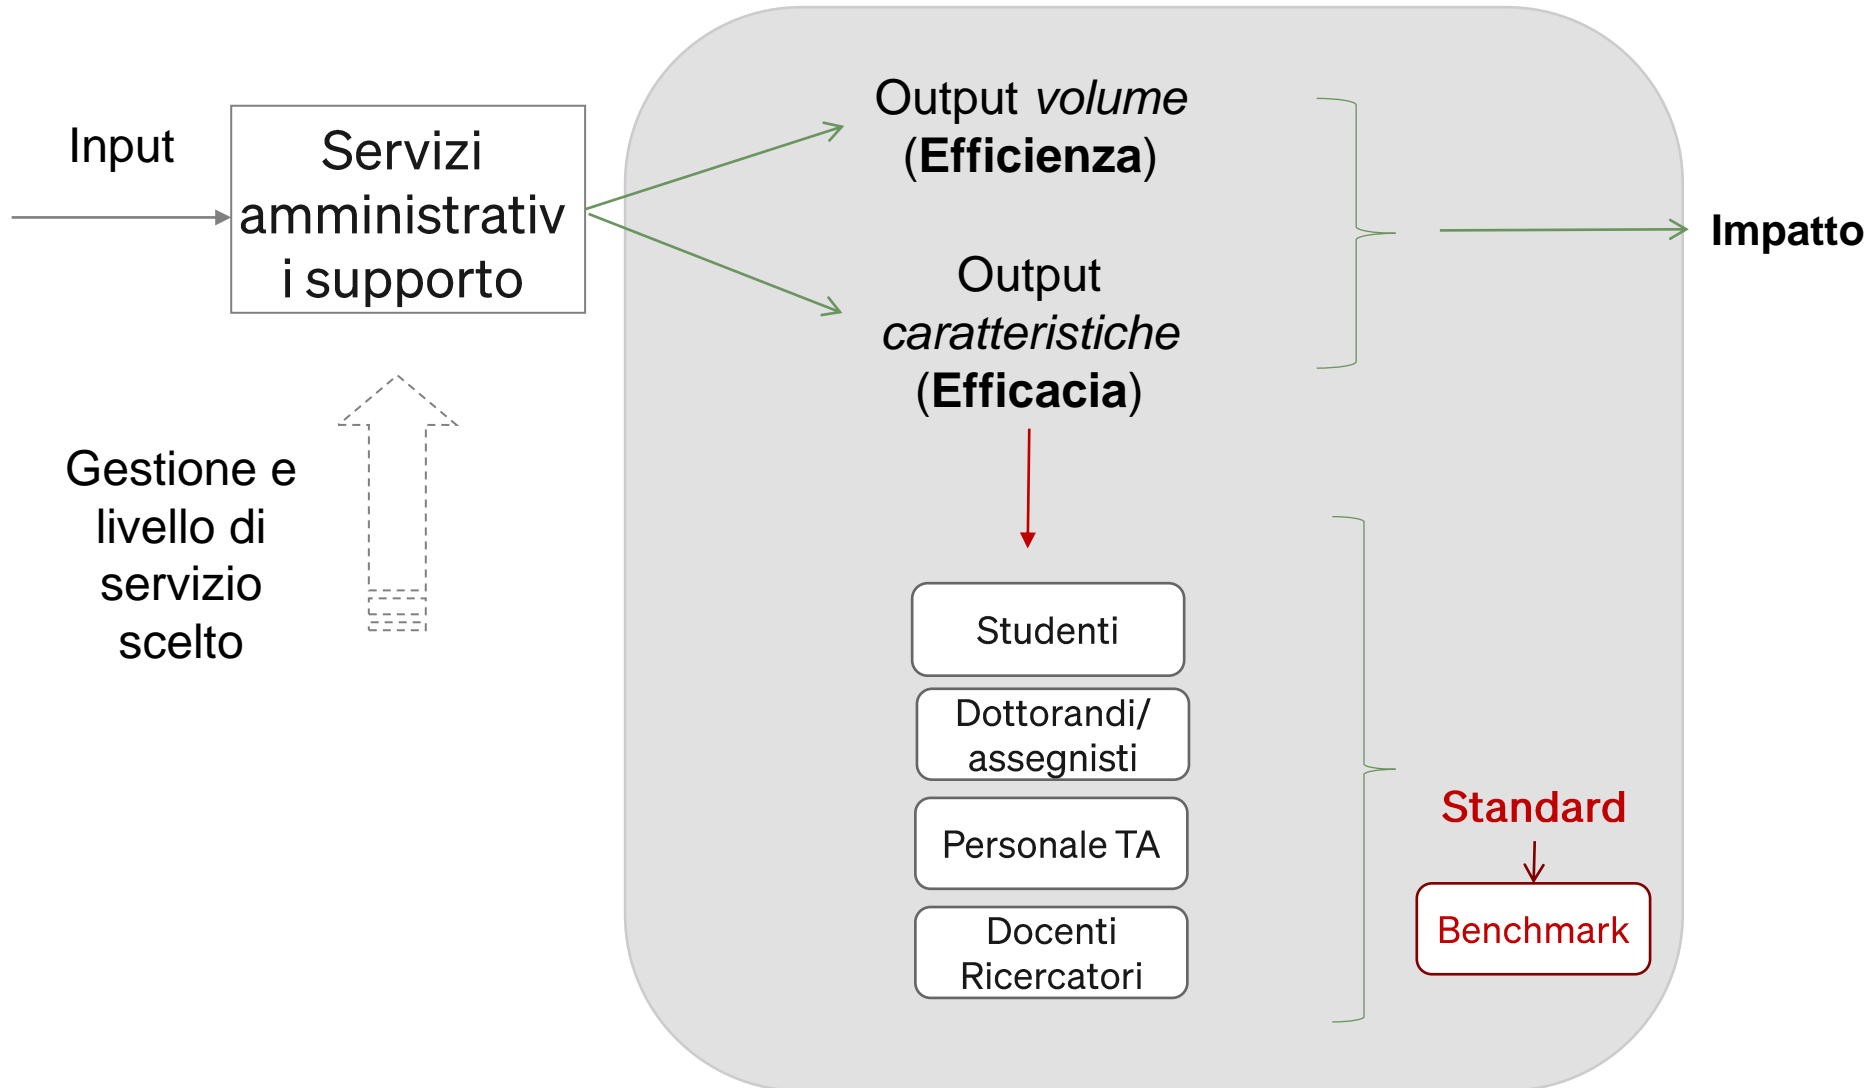 Input
Servizi
amministrativ
i supporto
Gestione e
livello di
servizio
scelto
Output volume
(Efficienza)
Output
caratteristiche
(Efficacia)
Impatto
Studenti
Dottorandi/
assegnisti
Personale TA
Docenti
Ricercatori
Standard
Benchmark